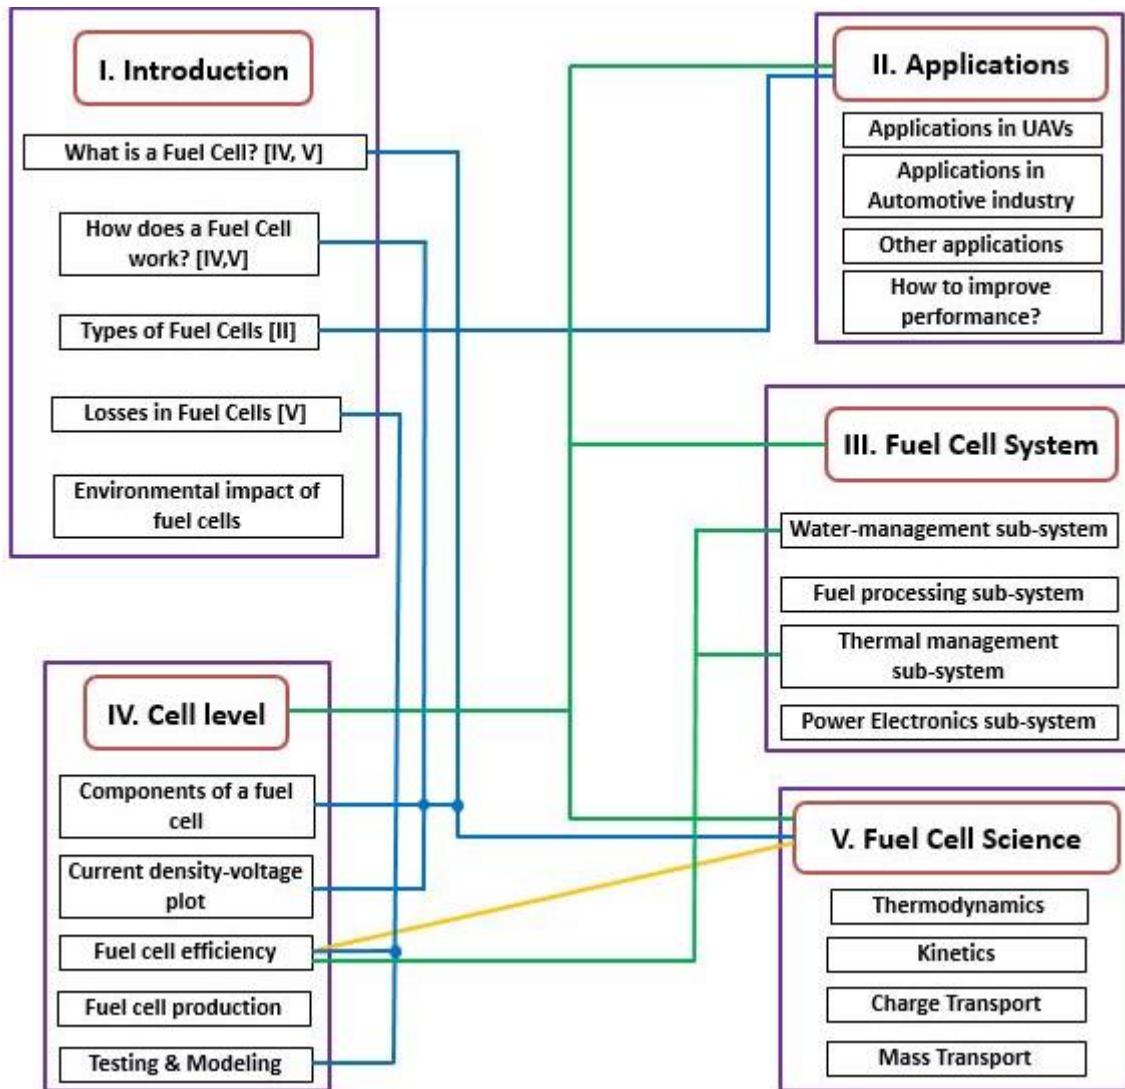 I. Introduction
What is a Fuel Cell? [IV, V]
How does a Fuel Cell
work? [IV,V]
Types of Fuel Cells [II]
Losses in Fuel Cells [V]
Environmental impact of
fuel cells
II. Applications
Applications in UAVs
Applications in
Automotive industry
Other applications
How to improve
performance?
III. Fuel Cell System
Water-management sub-system
Fuel processing sub-system
Thermal management
sub-system
Power Electronics sub-system
IV. Cell level
Components of a fuel
cell
Current density-voltage
plot
Fuel cell efficiency
Fuel cell production
Testing & Modeling
V. Fuel Cell Science
Thermodynamics
Kinetics
Charge Transport
Mass Transport